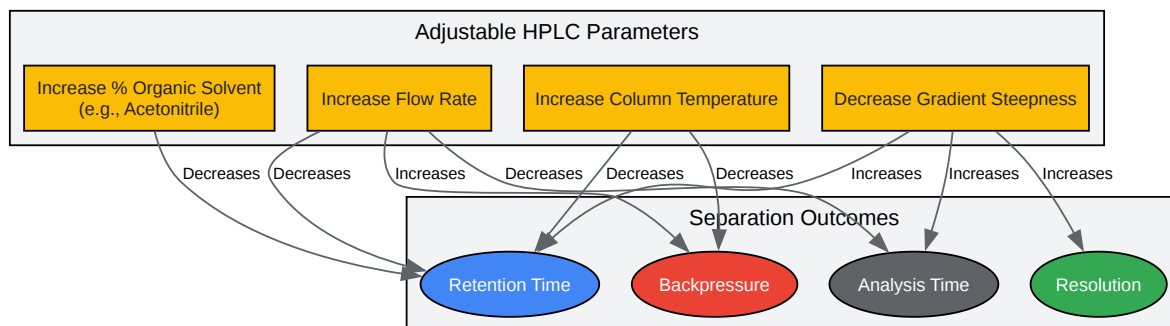 Adjustable HPLC Parameters
Increase % Organic Solvent
(e.g., Acetonitrile)
Increase Flow Rate
Increase Column Temperature
Decrease Gradient Steepness
Decreases
Decreases
Increases
Decreases
Decreases
Decreases
Increases
Increases
Increases
Separation Outcomes
Retention Time
Backpressure
Analysis Time
Resolution